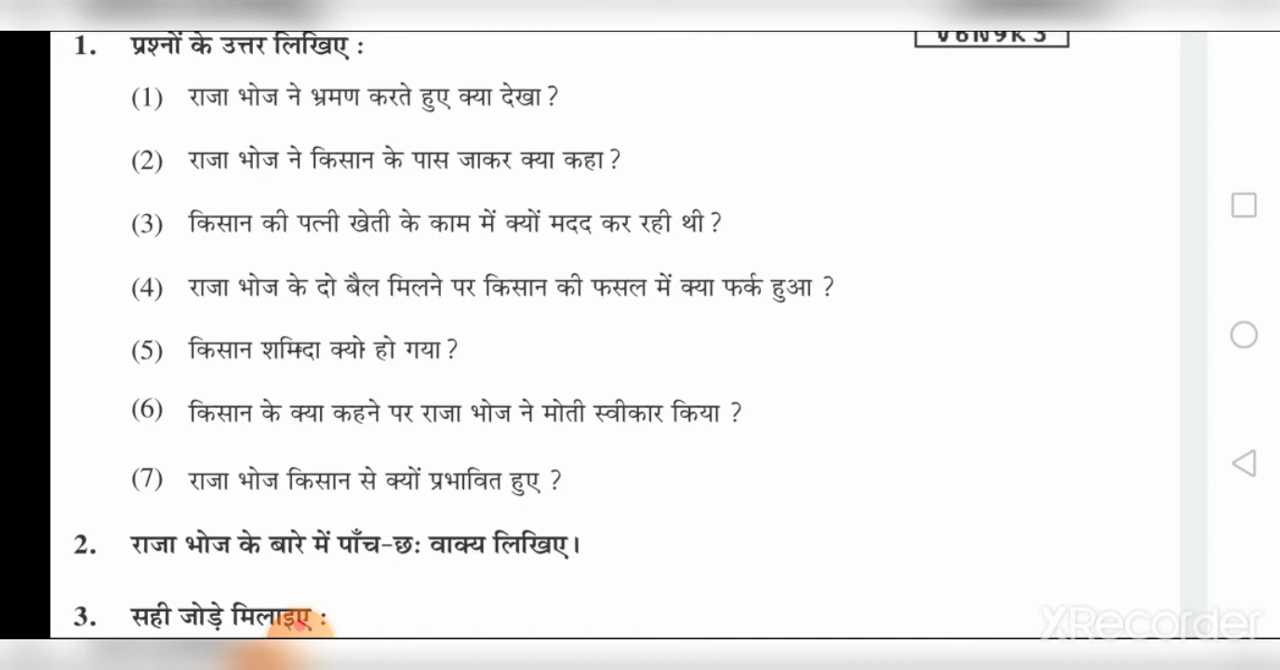 1. प्रश्नों के उत्तर लिखिए :
(1) राजा भोज ने भ्रमण करते हुए क्या देखा ?
(2) राजा भोज ने किसान के पास जाकर क्या कहा ?
(3) किसान की पत्नी खेती के काम में क्यों मदद कर रही थी ?
(4) राजा भोज के दो बैल मिलने पर किसान की फसल में क्या फर्क हुआ ?
(5) किसान शर्मिंदा क्यो हो गया ?
(6) किसान के क्या कहने पर राजा भोज ने मोती स्वीकार किया ?
(7) राजा भोज किसान से क्यों प्रभावित हुए ?
2. राजा भोज के बारे में पाँच-छः वाक्य लिखिए।
3. सही जोड़े मिलाइए :
XRecorder